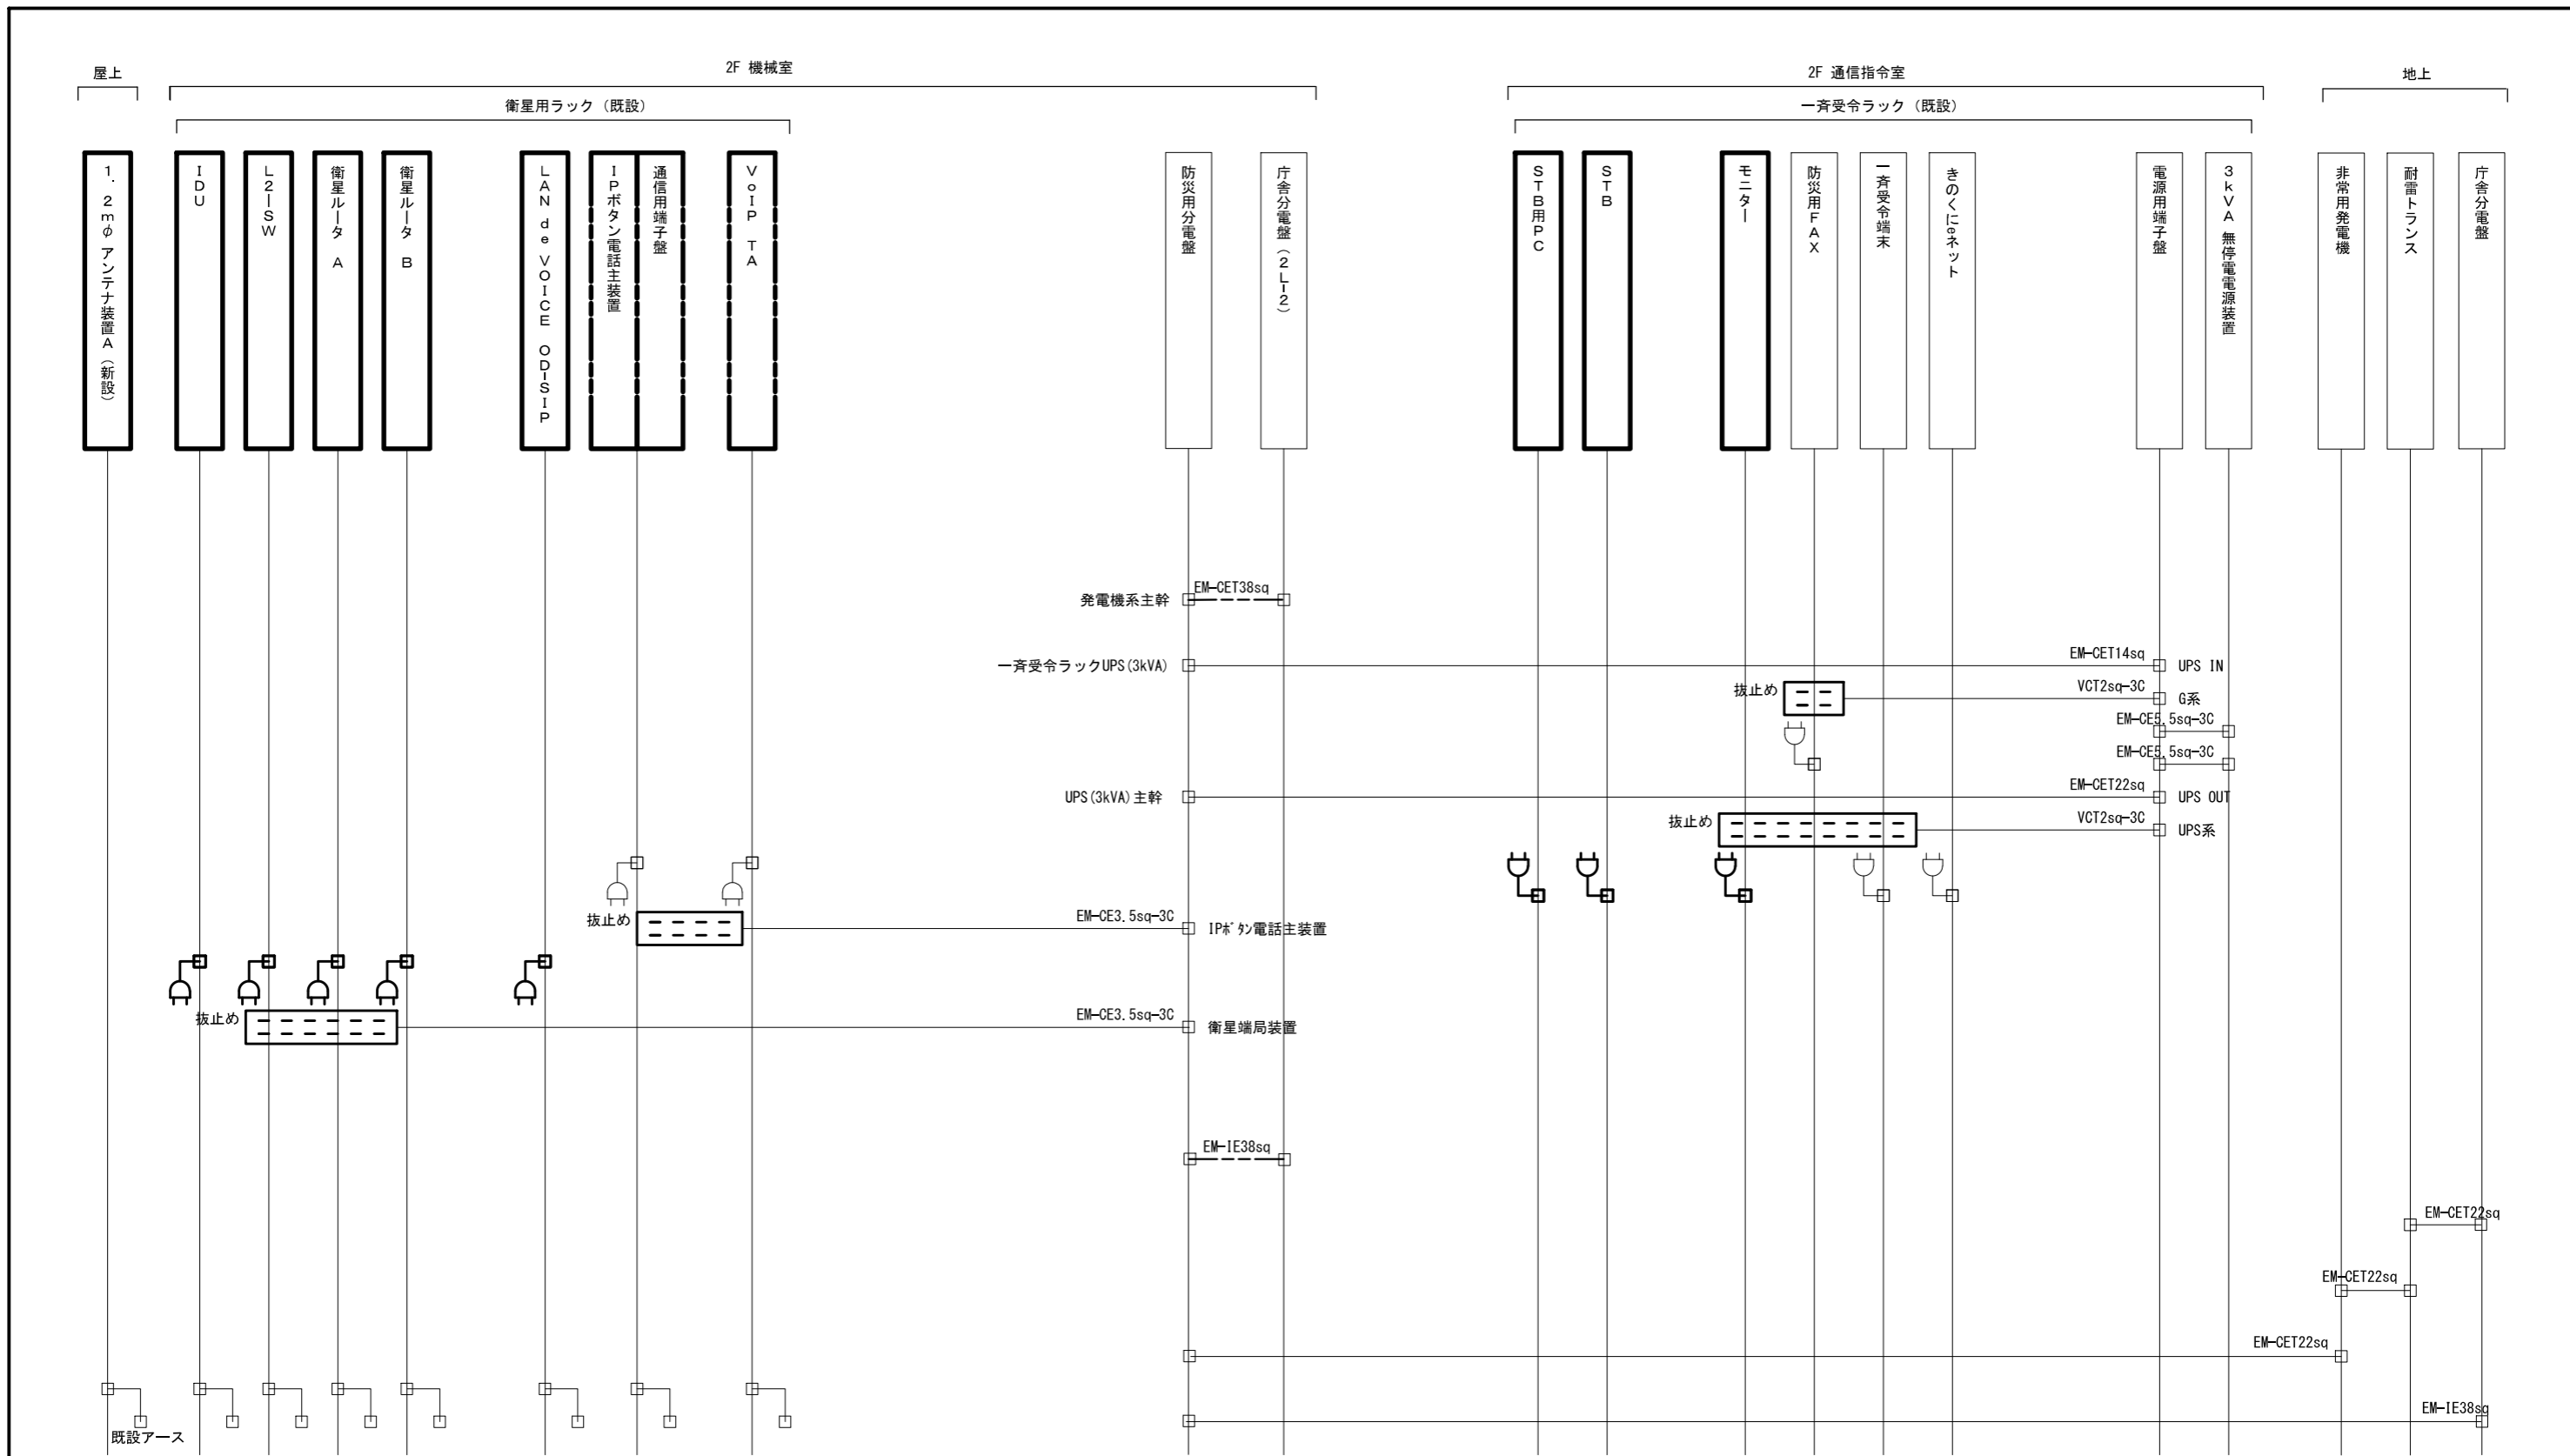 屋上
2F 機械室
2F 通信指令室
地上
衛星用ラック（既設）
一斉受令ラック（既設）
１．２ｍφ アンテナ装置Ａ（新設）
ＩＤＵ
Ｌ２－ＳＷ
衛星ルータ Ａ
衛星ルータ Ｂ
ＬＡＮ ｄｅ ＶＯＩＣＥ ＯＤ－ＳＩＰ
ＩＰボタン電話主装置
通信用端子盤
ＶｏＩＰ ＴＡ
防災用分電盤
庁舎分電盤（２Ｌ－２）
ＳＴＢ用ＰＣ
ＳＴＢ
モニター
防災用ＦＡＸ
一斉受令端末
きのくにeネット
電源用端子盤
３ｋＶＡ 無停電電源装置
非常用発電機
耐雷トランス
庁舎分電盤
EM-CET38sq
発電機系主幹
EM-CET14sq
一斉受令ラックUPS(3kVA)
UPS IN
VCT2sq-3C
抜止め
G系
EM-CE5.5sq-3C
EM-CE5.5sq-3C
EM-CET22sq
UPS(3kVA)主幹
UPS OUT
VCT2sq-3C
抜止め
UPS系
EM-CE3.5sq-3C
抜止め
IPﾎﾞﾀﾝ電話主装置
EM-CE3.5sq-3C
抜止め
衛星端局装置
EM-IE38sq
EM-CET22sq
EM-CET22sq
EM-CET22sq
EM-IE38sq
既設アース